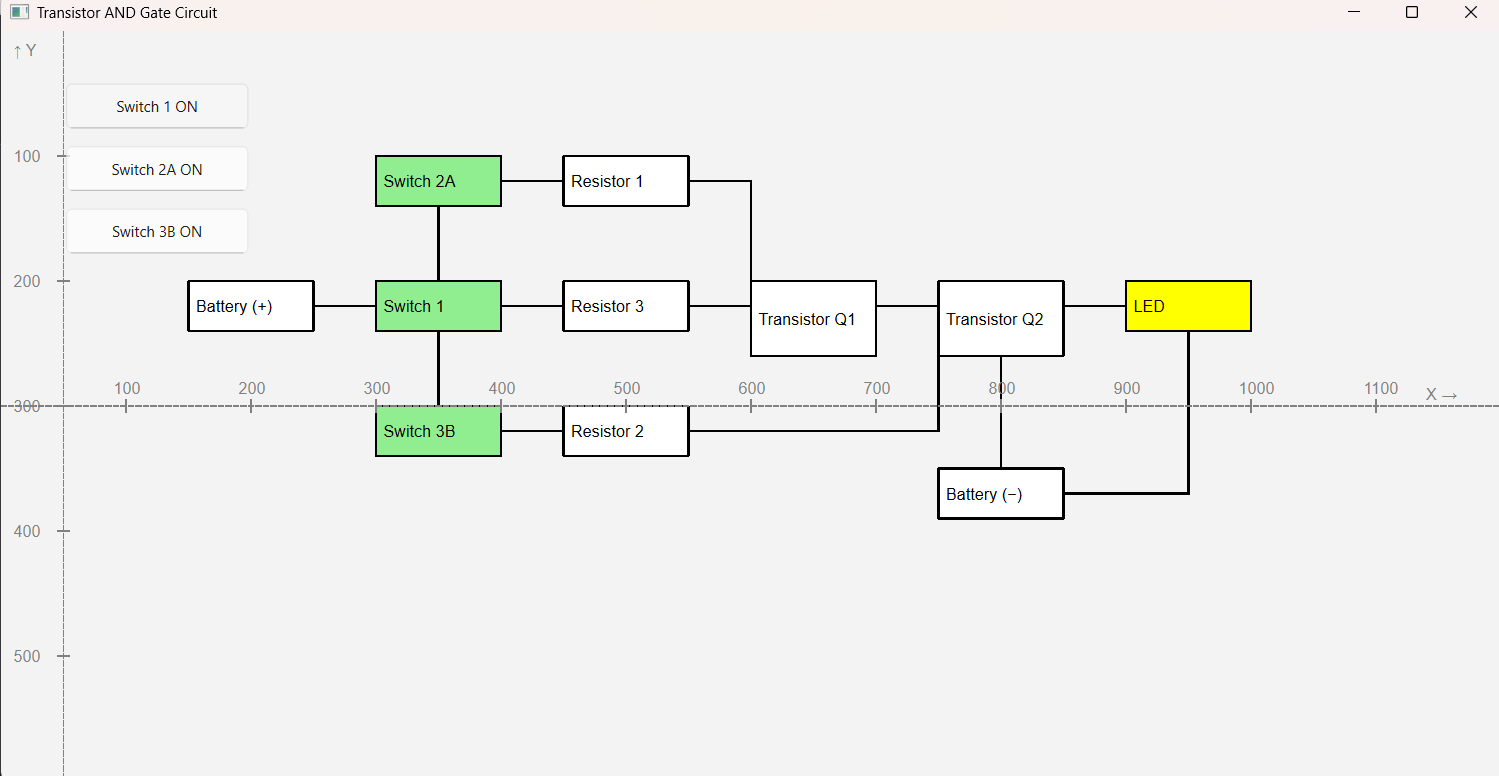 Transistor AND Gate Circuit
↑ Y
Switch 1 ON
100
Switch 2A ON
Switch 2A
Resistor 1
Switch 3B ON
200
Battery (+)
Switch 1
Resistor 3
Transistor Q1
Transistor Q2
LED
100 200 300 400 500 600 700 800 900 1000 1100
X →
300
Switch 3B
Resistor 2
Battery (−)
400
500